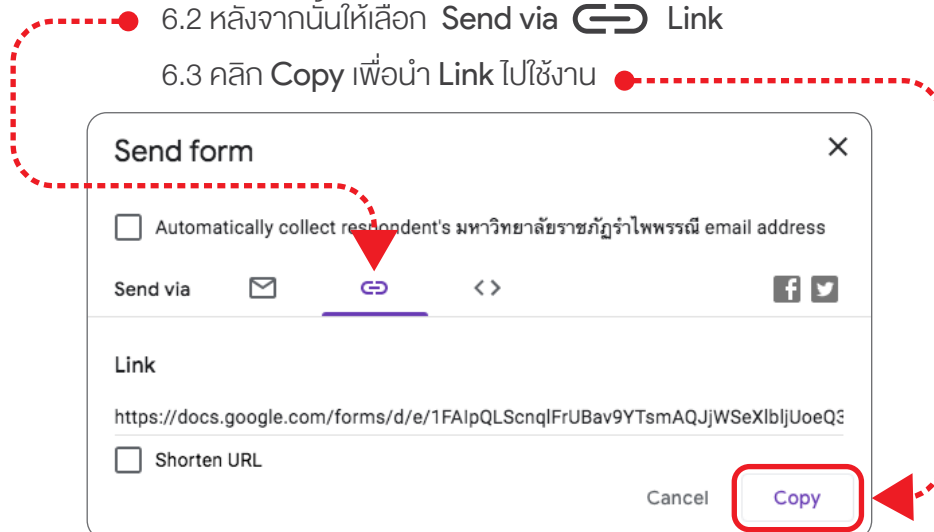 6.2 หลังจากนั้นให้เลือก Send via Link
6.3 คลิก Copy เพื่อนำ Link ไปใช้งาน
Send form
Automatically collect respondent's มหาวิทยาลัยราชภัฏรำไพพรรณี email address
Send via
Link
https://docs.google.com/forms/d/e/1FAIpQLScnqlFrUBav9YTsmAQJjWSeXlbljUoeQ3
Shorten URL
Cancel Copy